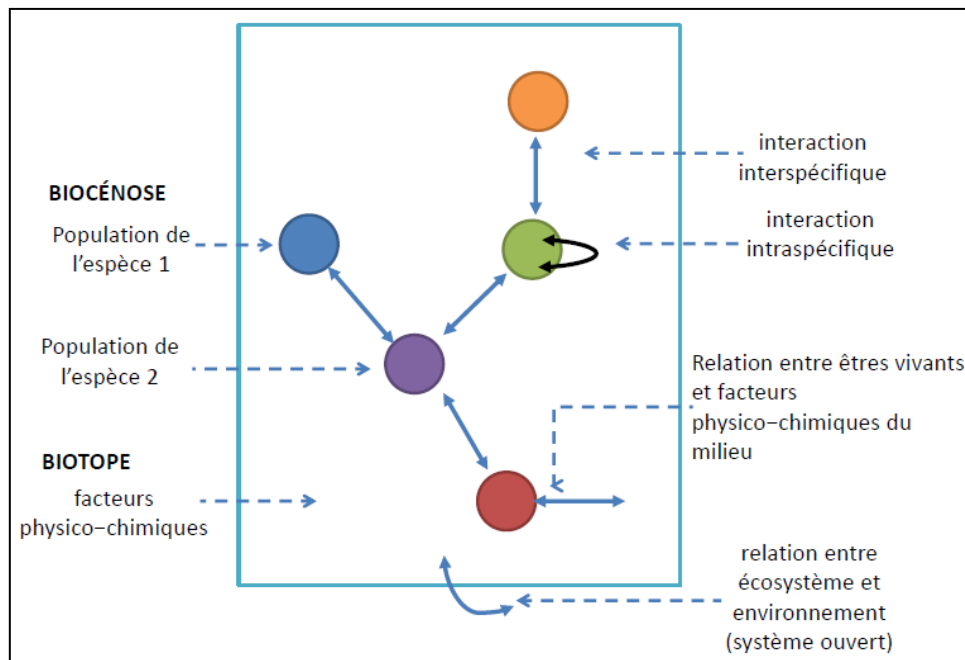 BIOCÉNOSE
Population de
l'espèce 1
Population de
l'espèce 2
BIOTOPE
facteurs
physico-chimiques
interaction
interspécifique
interaction
intraspécifique
Relation entre êtres vivants
et facteurs
physico-chimiques du
milieu
relation entre
écosystème et
environnement
(système ouvert)